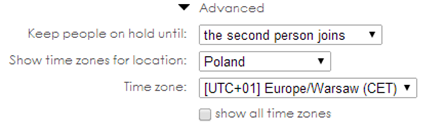 Advanced
Keep people on hold until: the second person joins
Show time zones for location: Poland
Time zone: [UTC+01] Europe/Warsaw (CET)
show all time zones